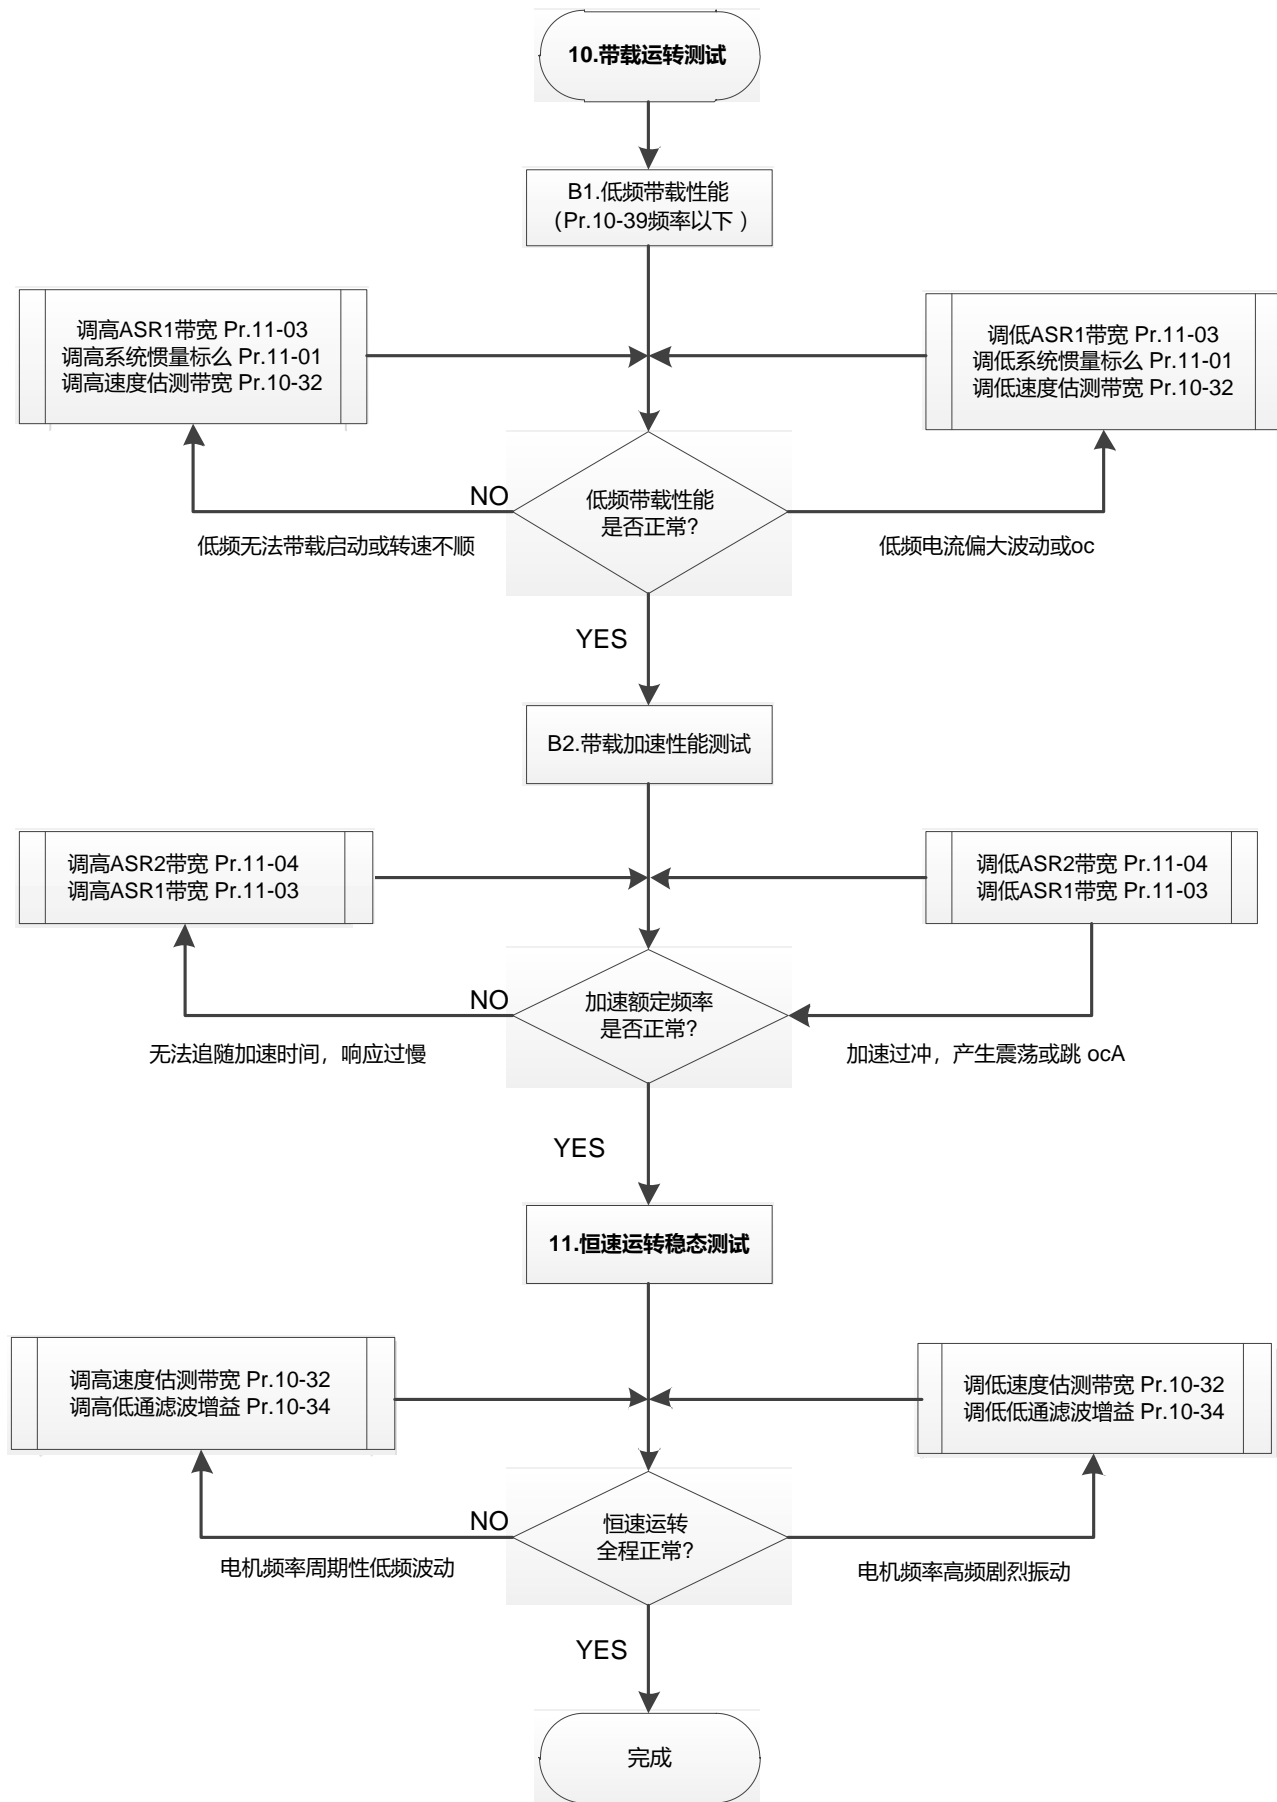 10.带载运转测试
B1.低频带载性能
（Pr.10-39频率以下 ）
调高ASR1带宽 Pr.11-03
调高系统惯量标么 Pr.11-01
调高速度估测带宽 Pr.10-32
调低ASR1带宽 Pr.11-03
调低系统惯量标么 Pr.11-01
调低速度估测带宽 Pr.10-32
NO
低频带载性能
是否正常?
低频无法带载启动或转速不顺
低频电流偏大波动或oc
YES
B2.带载加速性能测试
调高ASR2带宽 Pr.11-04
调高ASR1带宽 Pr.11-03
调低ASR2带宽 Pr.11-04
调低ASR1带宽 Pr.11-03
NO
加速额定频率
是否正常?
无法追随加速时间，响应过慢
加速过冲，产生震荡或跳 ocA
YES
11.恒速运转稳态测试
调高速度估测带宽 Pr.10-32
调高低通滤波增益 Pr.10-34
调低速度估测带宽 Pr.10-32
调低低通滤波增益 Pr.10-34
NO
恒速运转
全程正常?
电机频率周期性低频波动
电机频率高频剧烈振动
YES
完成